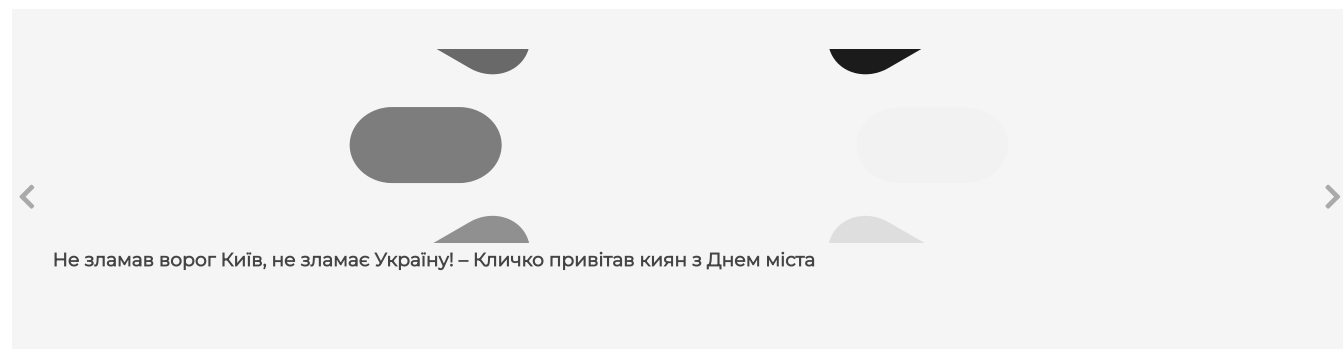 Не зламав ворог Київ, не зламає Україну! – Кличко привітав киян з Днем міста